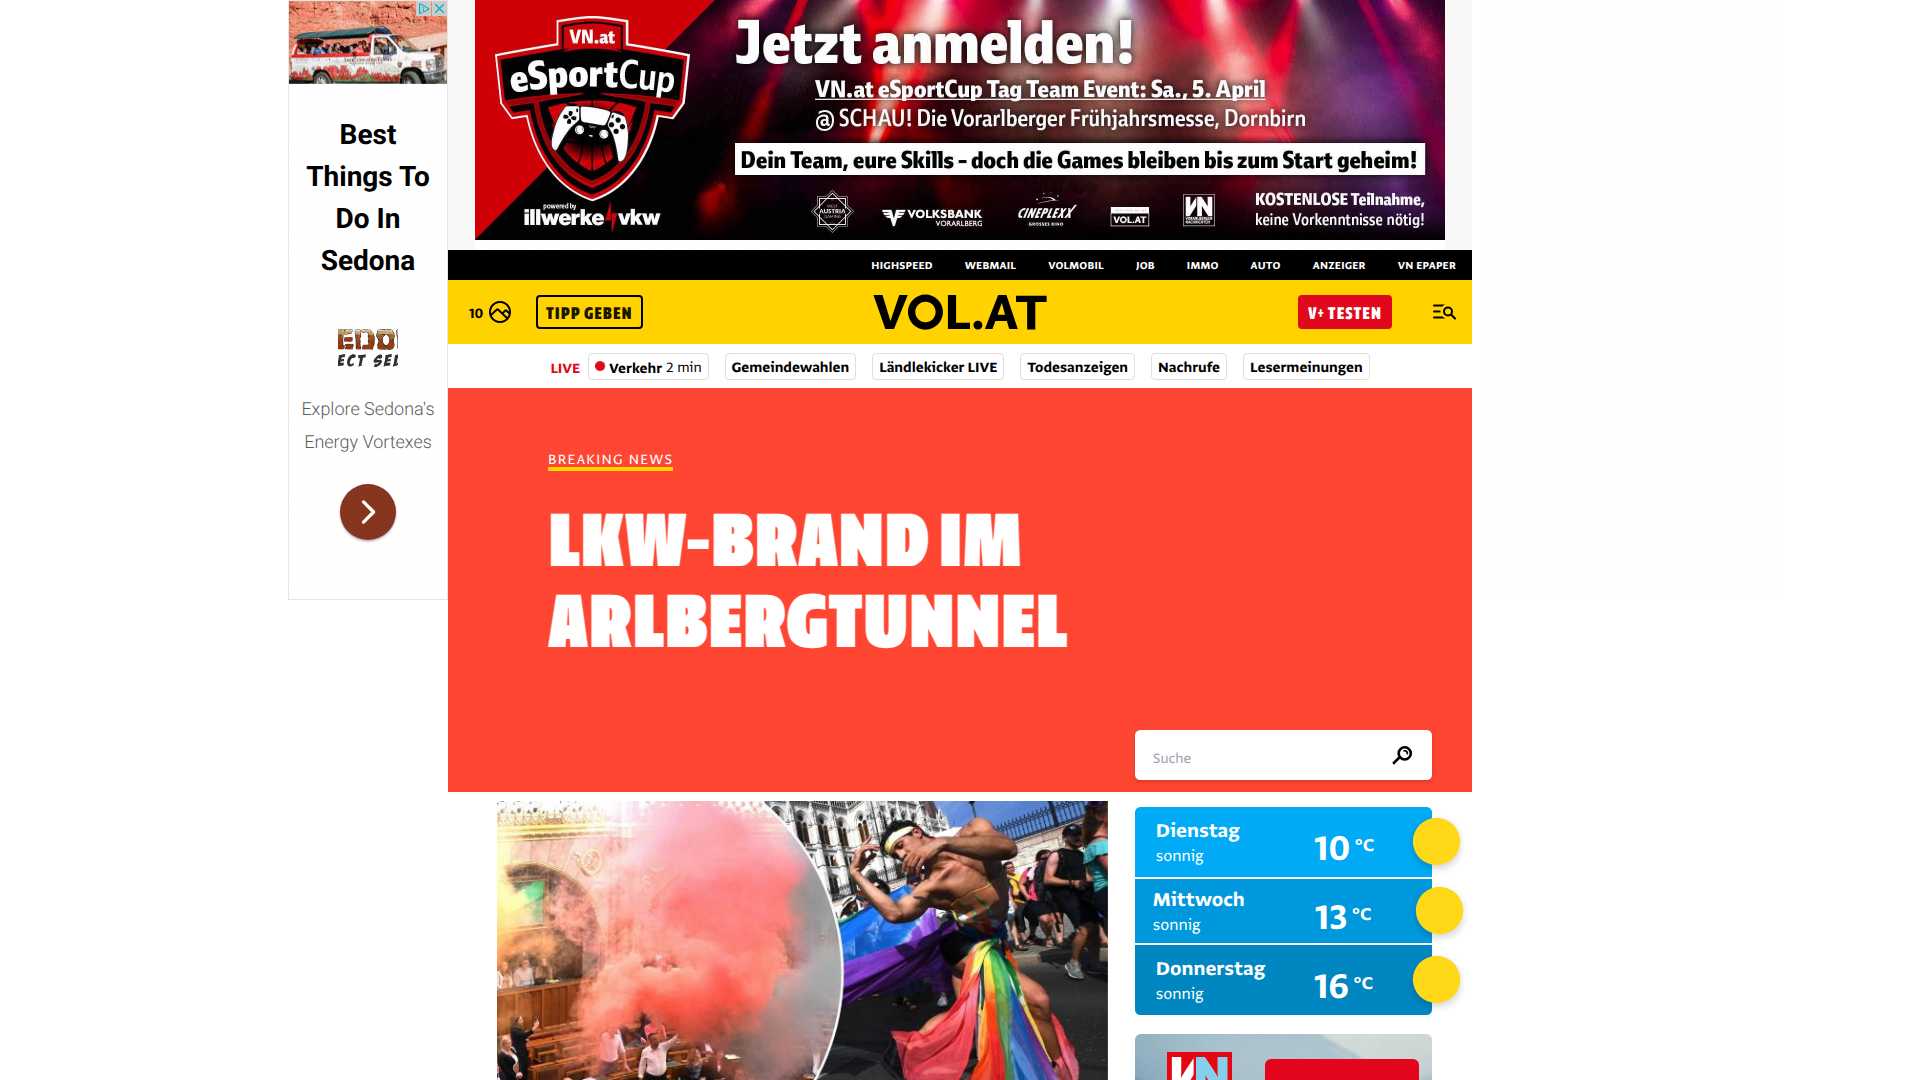 Best
Things To
Do In
Sedona
Explore Sedona's
Energy Vortexes
VN.at
eSportCup
powered by
illwerke vkw
Jetzt anmelden!
VN.at eSportCup Tag Team Event: Sa., 5. April
@ SCHAU! Die Vorarlberger Frühjahrsmesse, Dornbirn
Dein Team, eure Skills – doch die Games bleiben bis zum Start geheim!
AUSTRIA
VOLKSBANK
VORARLBERG
CINEPLEXX
VOL.AT
VN
KOSTENLOSE Teilnahme,
keine Vorkenntnisse nötig!
HIGHSPEED WEBMAIL VOLMOBIL JOB IMMO AUTO ANZEIGER VN EPAPER
10 TIPP GEBEN VOL.AT V+ TESTEN
LIVE Verkehr 2 min Gemeindewahlen Ländlekicker LIVE Todesanzeigen Nachrufe Lesermeinungen
BREAKING NEWS
LKW-BRAND IM
ARLBERGTUNNEL
Suche
Dienstag
sonnig
10 °C
Mittwoch
sonnig
13 °C
Donnerstag
sonnig
16 °C
VN